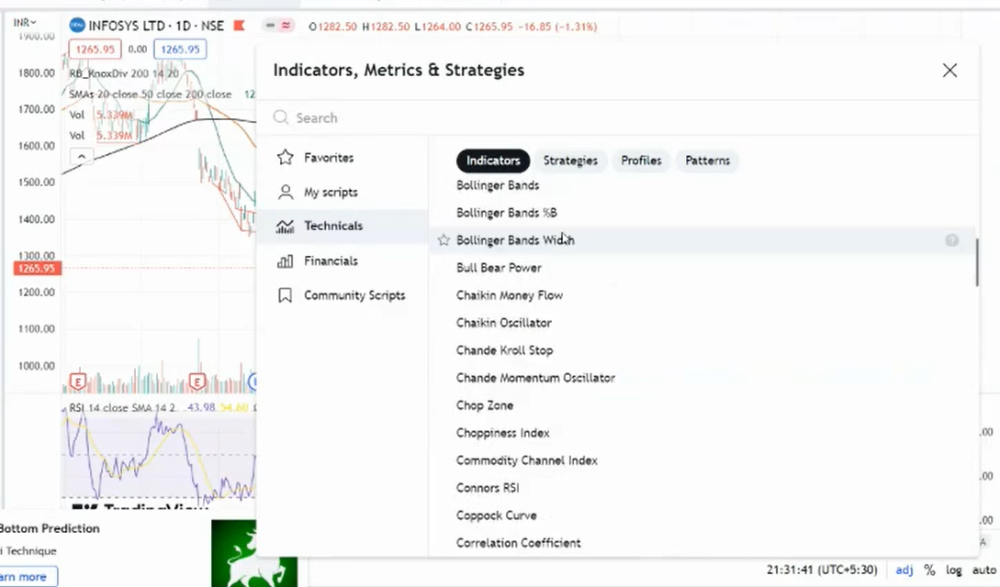 INR
INFOSYS LTD · 1D · NSE
O1282.50 H1282.50 L1264.00 C1265.95 -16.85 (-1.31%)
1900.00
1265.95 0.00 1265.95
1800.00
RB_KnoxDiv 200 14 20
SMAs 20 close 50 close 200 close 12
1700.00
Vol 5.339M
Vol 5.339M
1600.00
1500.00
1400.00
1300.00
1265.95
1200.00
1100.00
1000.00
E
E
RSI 14 close SMA 14 2 43.98 54.60
TradingView
Indicators, Metrics & Strategies
Search
Favorites
My scripts
Technicals
Financials
Community Scripts
Indicators Strategies Profiles Patterns
Bollinger Bands
Bollinger Bands %B
Bollinger Bands Width
Bull Bear Power
Chaikin Money Flow
Chaikin Oscillator
Chande Kroll Stop
Chande Momentum Oscillator
Chop Zone
Choppiness Index
Commodity Channel Index
Connors RSI
Coppock Curve
Correlation Coefficient
.00
.00
.00
A
Bottom Prediction
i Technique
arn more
21:31:41 (UTC+5:30) adj % log auto